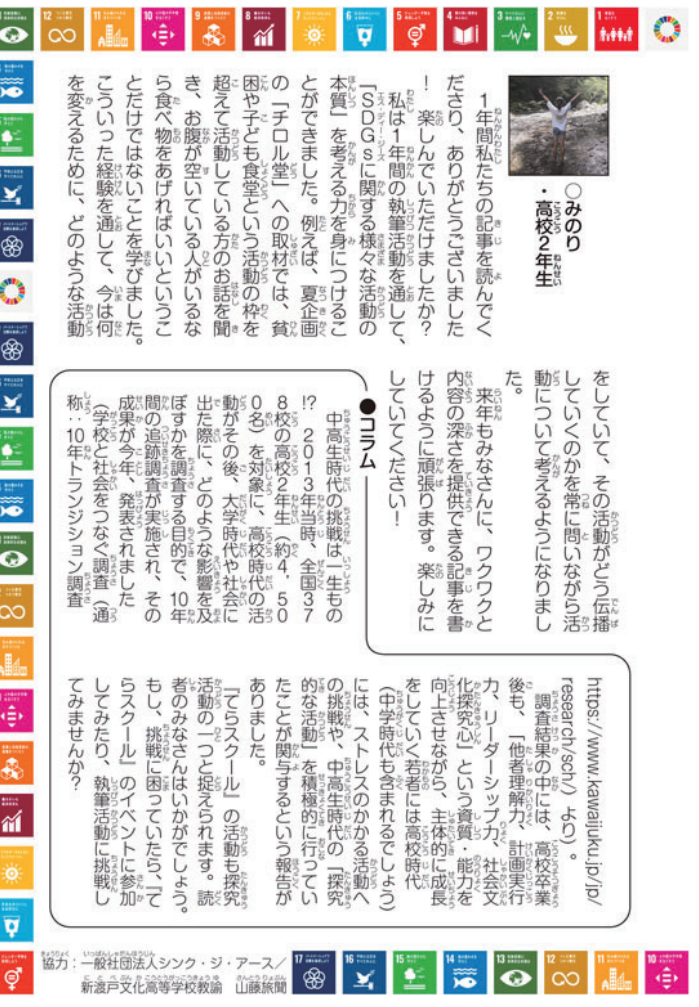 ○みのり
・高校2年生
1年間私たちの記事を読んでく
ださり、ありがとうございました
！　楽しんでいただけましたか？
私は1年間の執筆活動を通して、
「SDGsに関する様々な活動の
本質」を考える力を身につけるこ
とができました。例えば、夏企画
の「チロル堂」への取材では、貧
困や子ども食堂という活動の枠を
超えて活動している方のお話を聞
き、お腹が空いている人がいるな
ら食べ物をあげればいいというこ
とだけではないことを学びました。
こういった経験を通して、今は何
を変えるために、どのような活動
をしていて、その活動がどう伝播
していくのかを常に問いながら活
動について考えるようになりまし
た。
来年もみなさんに、ワクワクと
内容の深さを提供できる記事を書
けるように頑張ります。楽しみに
していてください！
●コラム
中高生時代の挑戦は一生もの
!?　2013年当時、全国37
8校の高校2年生（約4，50
0名）を対象に、高校時代の活
動がその後、大学時代や社会に
出た際に、どのような影響を及
ぼすかを調査する目的で、10年
間の追跡調査が実施され、その
成果が今年、発表されました
（学校と社会をつなぐ調査（通
称：10年トランジション調査
https://www.kawaijuku.jp/jp/
research/sch/）より）。
調査結果の中には、高校卒業
後も、「他者理解力、計画実行
力、リーダーシップ力、社会文
化探究心」という資質・能力を
向上させながら、主体的に成長
をしていく若者には高校時代
（中学時代も含まれるでしょう）
には、ストレスのかかる活動へ
の挑戦や、中高生時代の「探究
的な活動」を積極的に行ってい
たことが関与するという報告が
ありました。
『てらスクール』の活動も探究
活動の一つと捉えられます。読
者のみなさんはいかがでしょう。
もし、挑戦に困っていたら、『て
らスクール』のイベントに参加
してみたり、執筆活動に挑戦し
てみませんか？
協力：一般社団法人シンク・ジ・アース／
新渡戸文化高等学校教諭　山藤旅聞